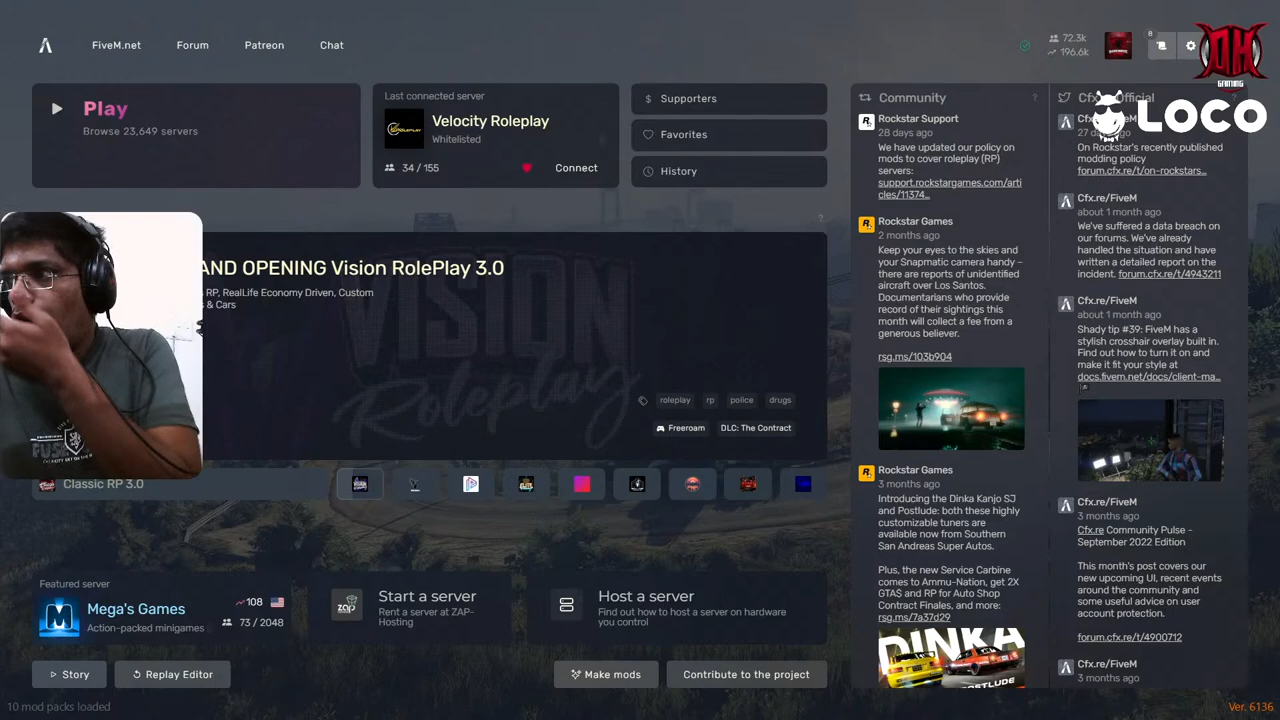 FiveM.net
Forum
Patreon
Chat
72.3k
196.6k
8
GAMING
LOCO
Play
Browse 23,649 servers
Last connected server
Velocity Roleplay
Whitelisted
34 / 155
Connect
$ Supporters
Favorites
History
?
AND OPENING Vision RolePlay 3.0
RP, RealLife Economy Driven, Custom
& Cars
VISION
Roleplay
roleplay
rp
police
drugs
Freeroam
DLC: The Contract
Classic RP 3.0
FUSE
Featured server
Mega's Games
Action-packed minigames
108
73 / 2048
ZAP
Start a server
Rent a server at ZAP-
Hosting
Host a server
Find out how to host a server on hardware
you control
Story
Replay Editor
Make mods
Contribute to the project
10 mod packs loaded
Ver. 6136
Community
?
Rockstar Support
28 days ago
We have updated our policy on
mods to cover roleplay (RP)
servers:
support.rockstargames.com/arti
cles/11374…
Rockstar Games
2 months ago
Keep your eyes to the skies and
your Snapmatic camera handy –
there are reports of unidentified
aircraft over Los Santos.
Documentarians who provide
record of their sightings this
month will collect a fee from a
generous believer.
rsg.ms/103b904
Rockstar Games
3 months ago
Introducing the Dinka Kanjo SJ
and Postlude: both these highly
customizable tuners are
available now from Southern
San Andreas Super Autos.
Plus, the new Service Carbine
comes to Ammu-Nation, get 2X
GTA$ and RP for Auto Shop
Contract Finales, and more:
rsg.ms/7a37d29
DINKA
POSTLUDE
On Rockstar's recently published
modding policy
forum.cfx.re/t/on-rockstars…
Cfx.re/FiveM
about 1 month ago
We've suffered a data breach on
our forums. We've already
handled the situation and have
written a detailed report on the
incident. forum.cfx.re/t/4943211
Cfx.re/FiveM
about 1 month ago
Shady tip #39: FiveM has a
stylish crosshair overlay built in.
Find out how to turn it on and
make it fit your style at
docs.fivem.net/docs/client-ma…
Cfx.re/FiveM
3 months ago
Cfx.re Community Pulse -
September 2022 Edition
This month's post covers our
new upcoming UI, recent events
around the community and
some useful advice on user
account protection.
forum.cfx.re/t/4900712
Cfx.re/FiveM
3 months ago